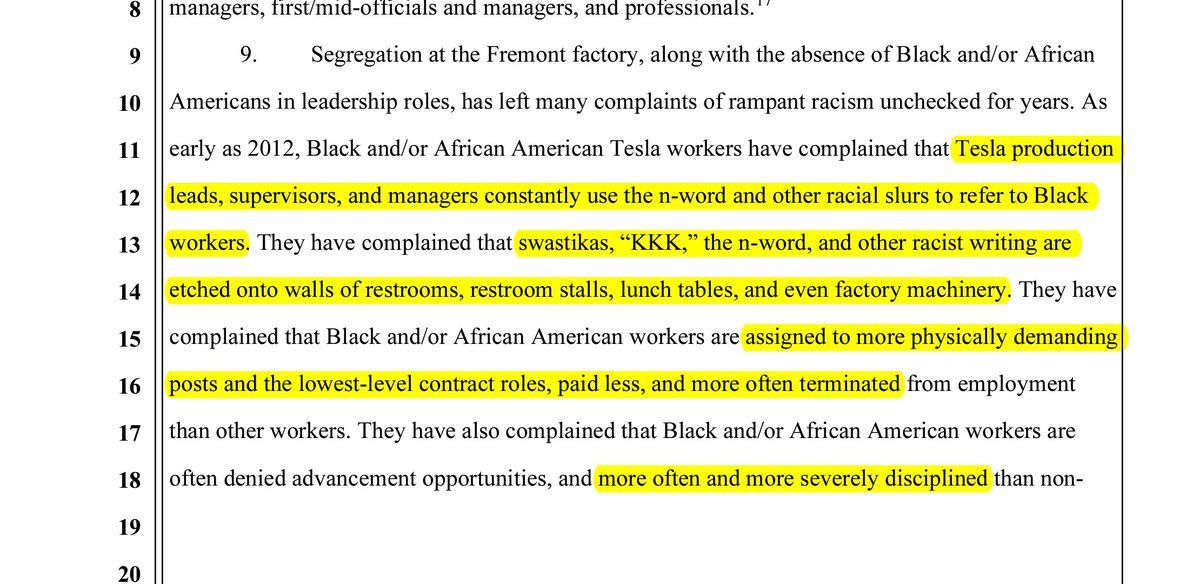 8 managers, first/mid-officials and managers, and professionals.17
9 9. Segregation at the Fremont factory, along with the absence of Black and/or African
10 Americans in leadership roles, has left many complaints of rampant racism unchecked for years. As
11 early as 2012, Black and/or African American Tesla workers have complained that Tesla production
12 leads, supervisors, and managers constantly use the n-word and other racial slurs to refer to Black
13 workers. They have complained that swastikas, “KKK,” the n-word, and other racist writing are
14 etched onto walls of restrooms, restroom stalls, lunch tables, and even factory machinery. They have
15 complained that Black and/or African American workers are assigned to more physically demanding
16 posts and the lowest-level contract roles, paid less, and more often terminated from employment
17 than other workers. They have also complained that Black and/or African American workers are
18 often denied advancement opportunities, and more often and more severely disciplined than non-
19
20